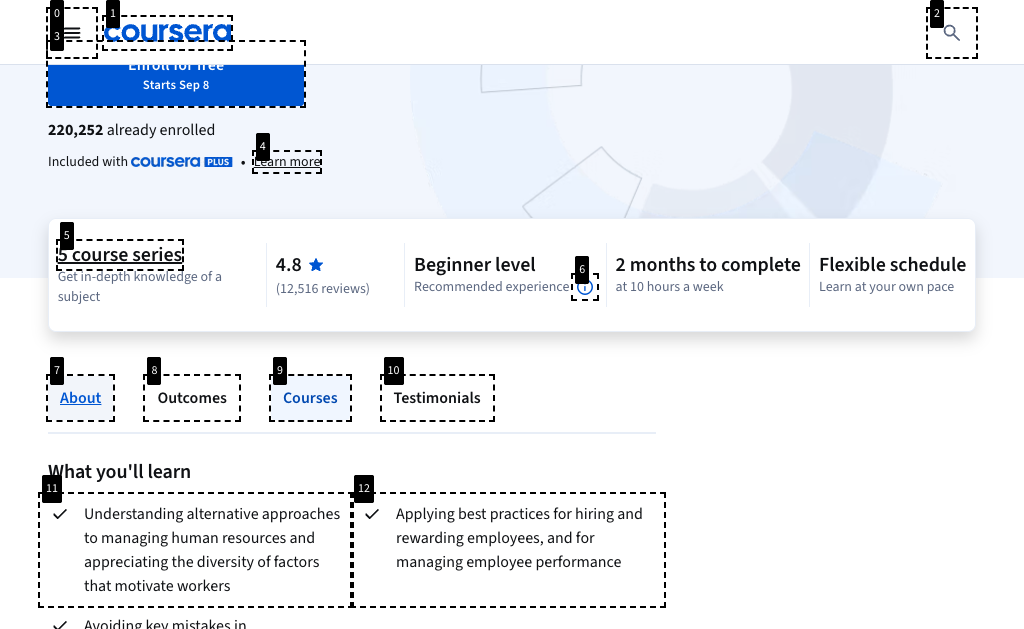 0
1
2
3
coursera
Enroll for free
Starts Sep 8
220,252 already enrolled
Included with coursera PLUS • Learn more
4
5
5 course series
Get in-depth knowledge of a
subject
4.8
(12,516 reviews)
Beginner level
Recommended experience
6
2 months to complete
at 10 hours a week
Flexible schedule
Learn at your own pace
7
8
9
10
About
Outcomes
Courses
Testimonials
What you'll learn
11
12
Understanding alternative approaches
to managing human resources and
appreciating the diversity of factors
that motivate workers
Applying best practices for hiring and
rewarding employees, and for
managing employee performance
Avoiding key mistakes in